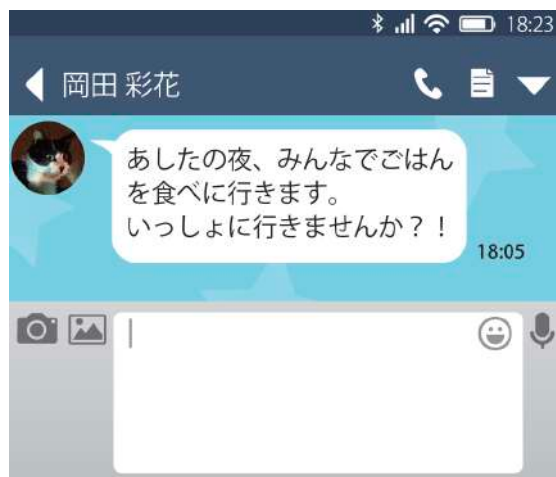 18:23
岡田 彩花
あしたの夜、みんなでごはん
を食べに行きます。
いっしょに行きませんか？！
18:05